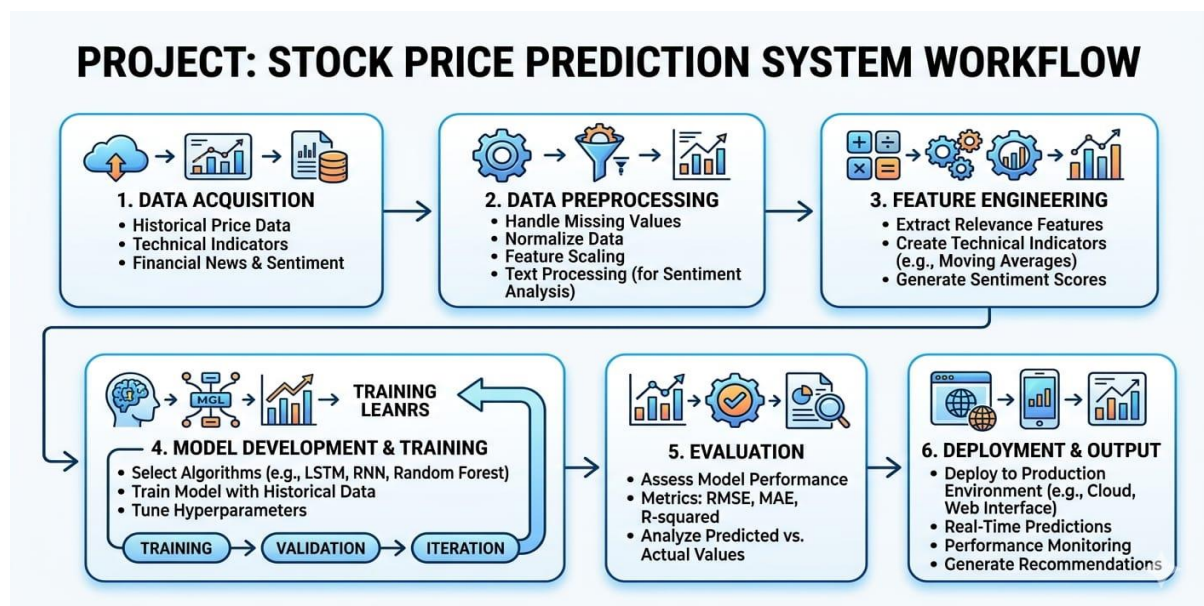 PROJECT: STOCK PRICE PREDICTION SYSTEM WORKFLOW
1. DATA ACQUISITION
• Historical Price Data
• Technical Indicators
• Financial News & Sentiment
2. DATA PREPROCESSING
• Handle Missing Values
• Normalize Data
• Feature Scaling
• Text Processing (for Sentiment
Analysis)
3. FEATURE ENGINEERING
• Extract Relevance Features
• Create Technical Indicators
(e.g., Moving Averages)
• Generate Sentiment Scores
MGL
TRAINING
LEANRS
4. MODEL DEVELOPMENT & TRAINING
• Select Algorithms (e.g., LSTM, RNN, Random Forest)
• Train Model with Historical Data
• Tune Hyperparameters
TRAINING
VALIDATION
ITERATION
5. EVALUATION
• Assess Model Performance
• Metrics: RMSE, MAE,
R-squared
• Analyze Predicted vs.
Actual Values
6. DEPLOYMENT & OUTPUT
• Deploy to Production
Environment (e.g., Cloud,
Web Interface)
• Real-Time Predictions
• Performance Monitoring
• Generate Recommendations